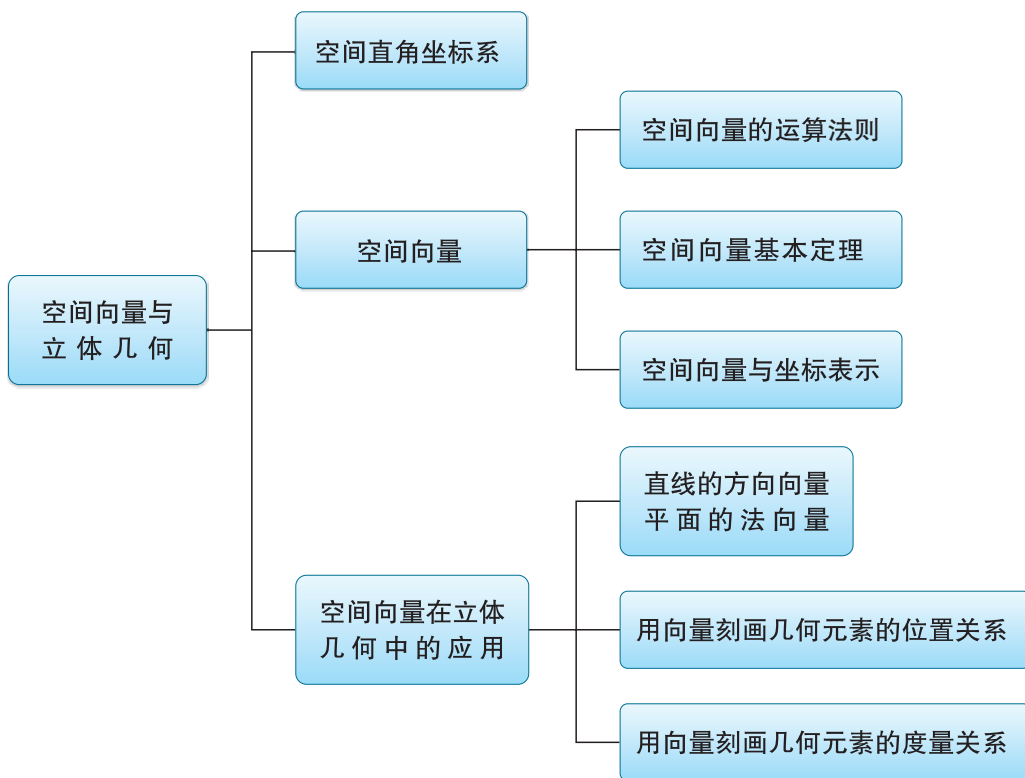 空间直角坐标系
空间向量的运算法则
空间向量
空间向量基本定理
空间向量与
立体几何
空间向量与坐标表示
直线的方向向量
平面的法向量
空间向量在立体
几何中的应用
用向量刻画几何元素的位置关系
用向量刻画几何元素的度量关系